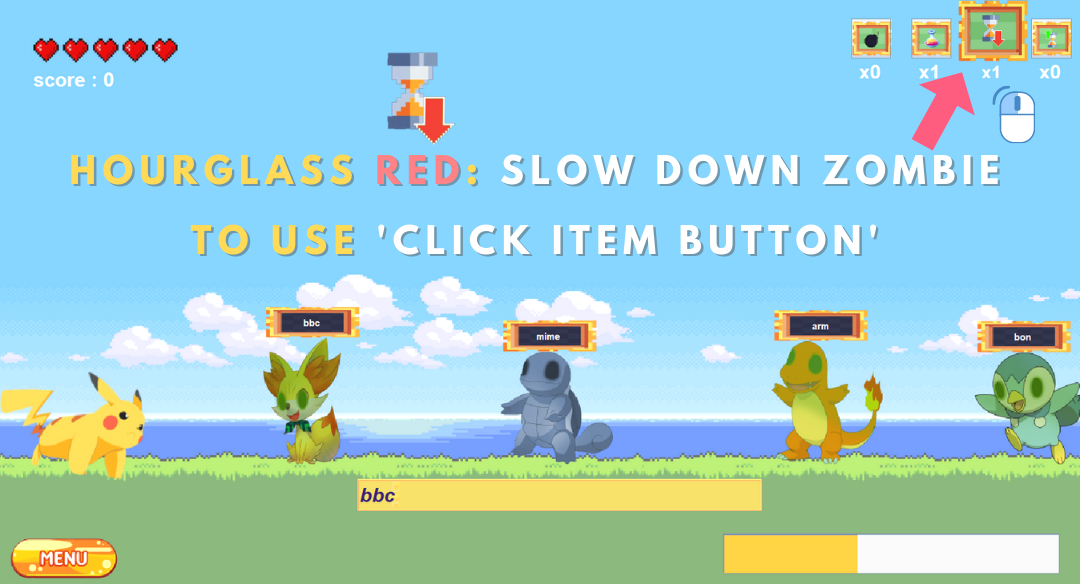 score : 0
x0 x1 x1 x0
HOURGLASS RED: SLOW DOWN ZOMBIE
TO USE 'CLICK ITEM BUTTON'
bbc
mime
arm
bon
bbc
MENU